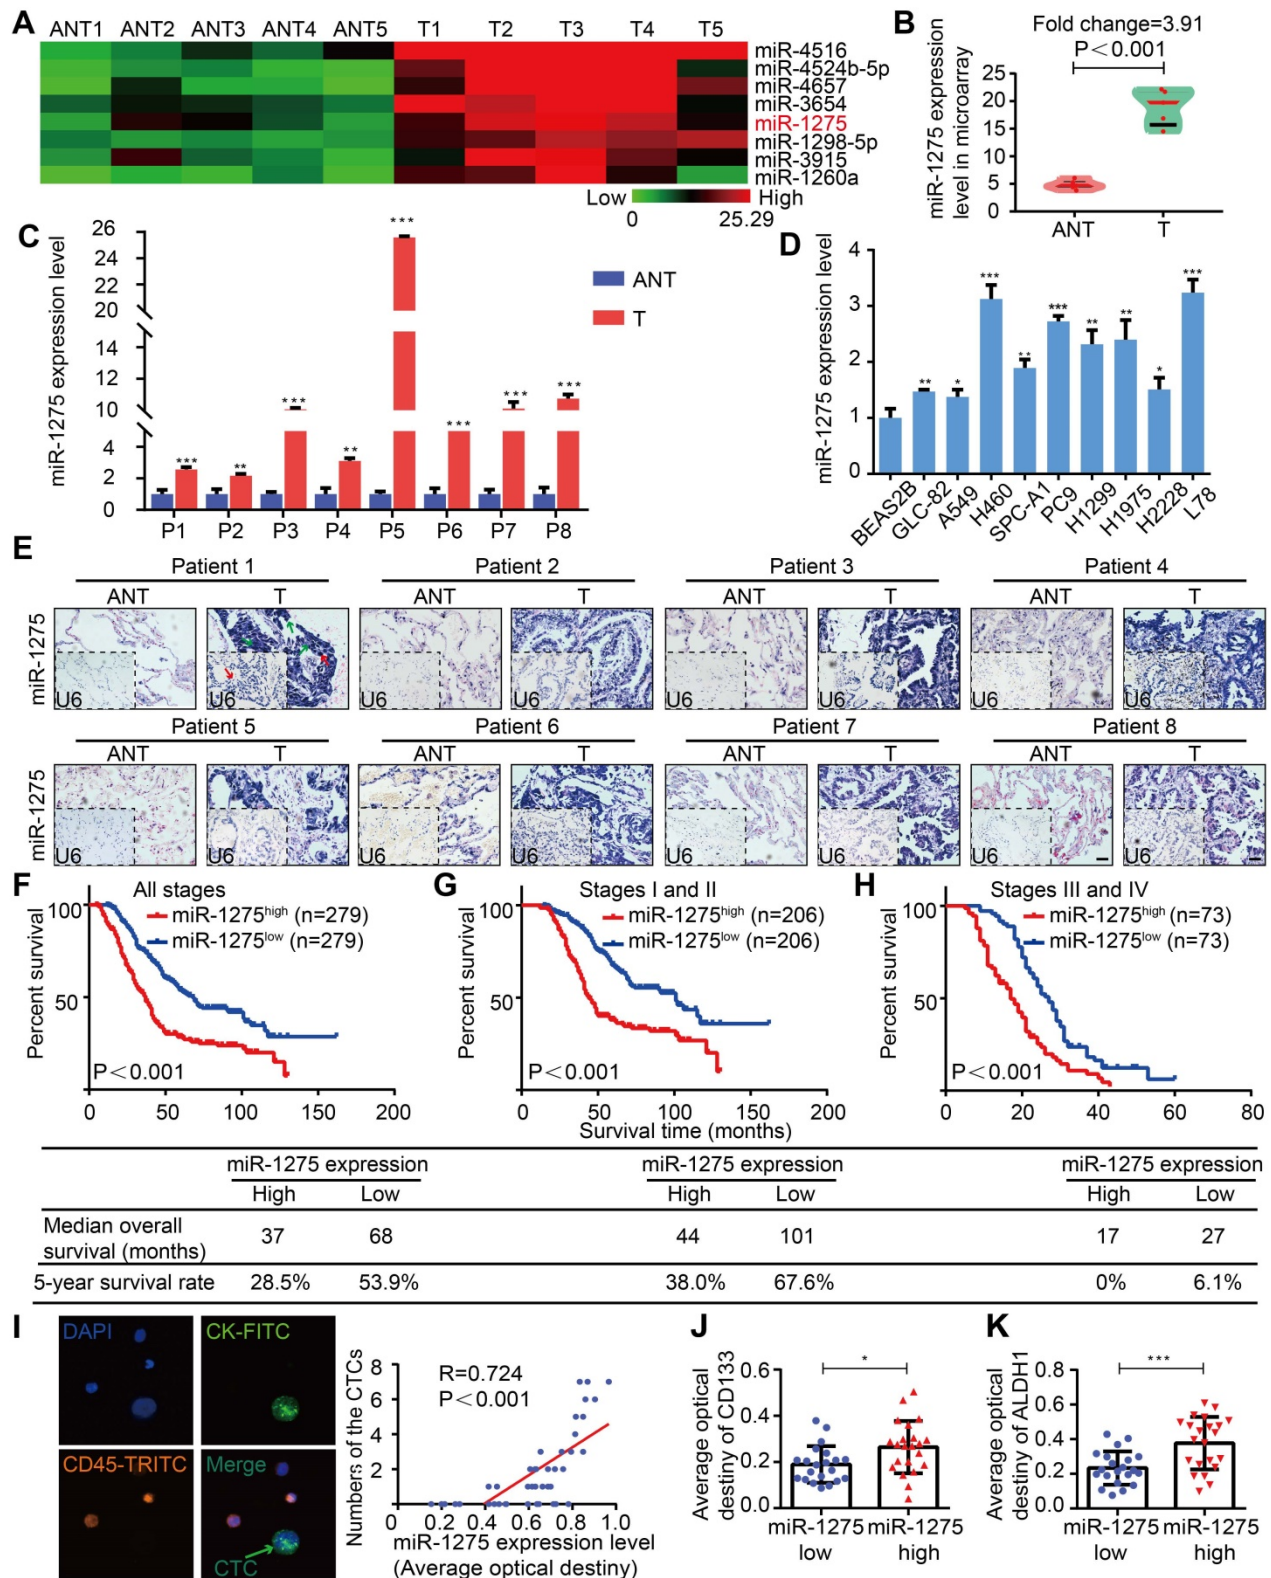 A
ANT1 ANT2 ANT3 ANT4 ANT5 T1 T2 T3 T4 T5
miR-4516
miR-4524b-5p
miR-4657
miR-3654
miR-1275
miR-1298-5p
miR-3915
miR-1260a
Low High
0 25.29
B
Fold change=3.91
P＜0.001
miR-1275 expression
level in microarray
25
20
15
10
5
0
ANT T
C
miR-1275 expression level
26
24
22
20
14
12
10
4
2
0
*** ** *** ** *** *** *** ***
ANT
T
P1 P2 P3 P4 P5 P6 P7 P8
D
miR-1275 expression level
4
3
2
1
0
** * *** ** *** ** ** * ***
BEAS2B GLC-82 A549 H460 SPC-A1 PC9 H1299 H1975 H2228 L78
E
Patient 1 Patient 2 Patient 3 Patient 4
ANT T ANT T ANT T ANT T
miR-1275
U6 U6 U6 U6 U6 U6 U6 U6
Patient 5 Patient 6 Patient 7 Patient 8
ANT T ANT T ANT T ANT T
miR-1275
U6 U6 U6 U6 U6 U6 U6 U6
F
All stages
miR-1275high (n=279)
miR-1275low (n=279)
Percent survival
100
50
P＜0.001
0 50 100 150 200
G
Stages I and II
miR-1275high (n=206)
miR-1275low (n=206)
Percent survival
100
50
P＜0.001
0 50 100 150 200
H
Stages III and IV
miR-1275high (n=73)
miR-1275low (n=73)
Percent survival
100
50
P＜0.001
0 20 40 60 80
Survival time (months)
miR-1275 expression miR-1275 expression miR-1275 expression
High Low High Low High Low
Median overall
survival (months) 37 68 44 101 17 27
5-year survival rate 28.5% 53.9% 38.0% 67.6% 0% 6.1%
I
DAPI
CK-FITC
CD45-TRITC
Merge
CTC
Numbers of the CTCs
8
6
4
2
R=0.724
P＜0.001
0 0.2 0.4 0.6 0.8 1.0
miR-1275 expression level
(Average optical destiny)
J
Average optical
destiny of CD133
0.6
0.4
0.2
0.0
*
miR-1275 miR-1275
low high
K
Average optical
destiny of ALDH1
0.8
0.6
0.4
0.2
0.0
***
miR-1275 miR-1275
low high